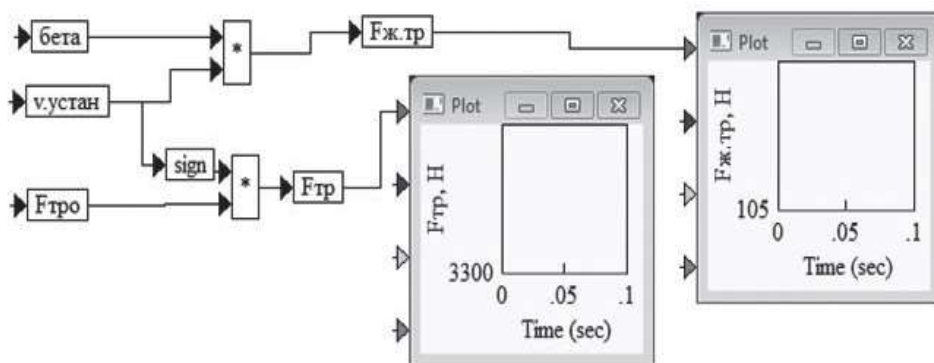 бета
*
Fж.тр
v.устан
sign
*
Fтр
Fтро
Plot
Fтр, Н
3300
0 .05 .1
Time (sec)
Plot
Fж.тр, Н
105
0 .05 .1
Time (sec)